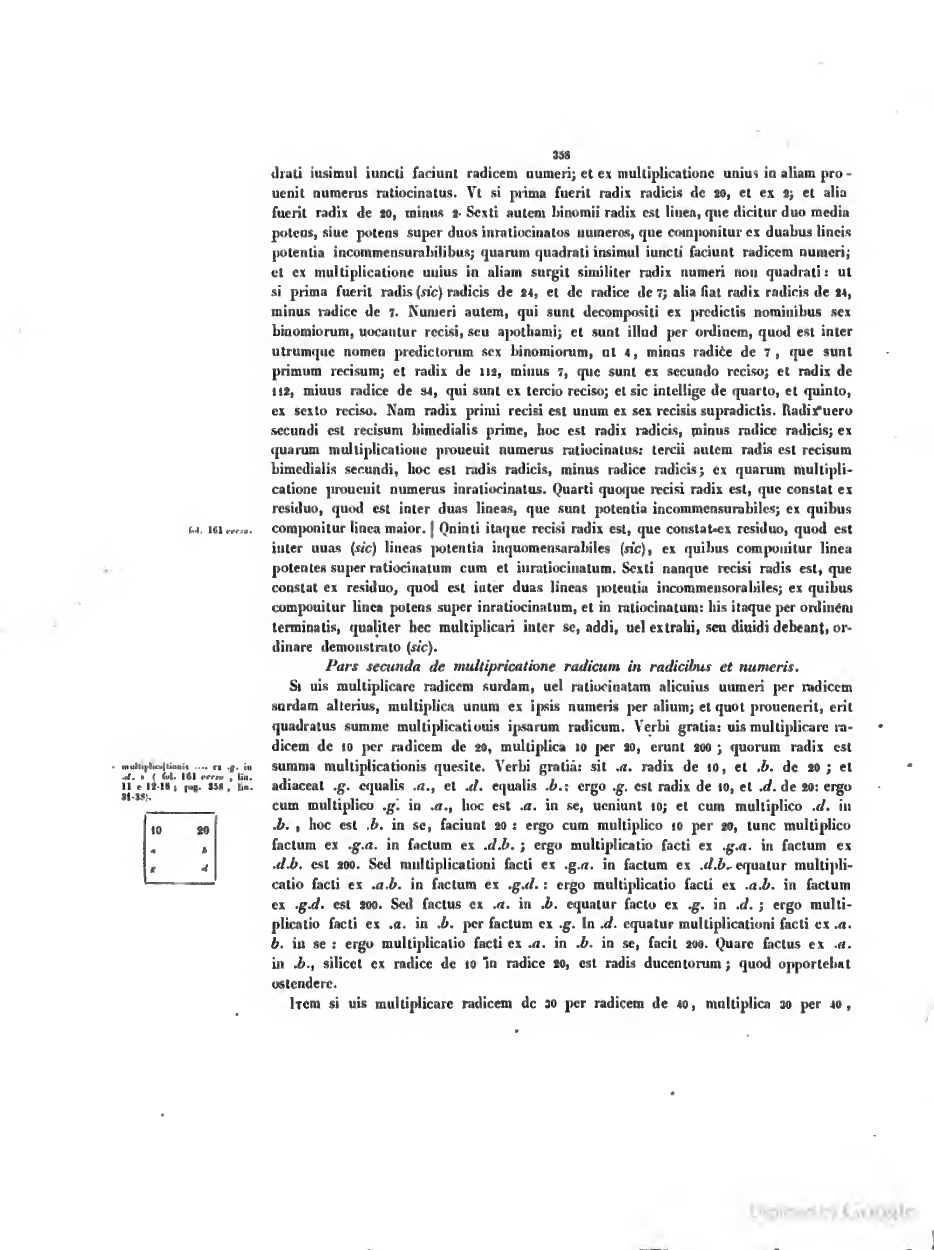 358
drati iusimul iuncti faciunt radicem numeri; et ex multiplicatione unius in aliam pro-
uenit numerus ratiocinatus. Vt si prima fuerit radix radicis de 20, et ex 2; et alia
fuerit radix de 20, minus 2. Sexti autem binomii radix est linea, que dicitur duo media
potens, siue potens super duos inratiocinatos numeros, que componitur ex duabus lineis
potentia incommensurabilibus; quarum quadrati insimul iuncti faciunt radicem numeri;
et ex multiplicatione unius in aliam surgit similiter radix numeri non quadrati: ut
si prima fuerit radis (sic) radicis de 24, et de radice de 7; alia fiat radix radicis de 24,
minus radice de 7. Numeri autem, qui sunt decompositi ex predictis nominibus sex
binomiorum, uocantur recisi, seu apothami; et sunt illud per ordinem, quod est inter
utrumque nomen predictorum sex binomiorum, ut 4, minus radice de 7, que sunt
primum recisum; et radix de 112, minus 7, que sunt ex secundo reciso; et radix de
112, minus radice de 84, qui sunt ex tercio reciso; et sic intellige de quarto, et quinto,
ex sexto reciso. Nam radix primi recisi est unum ex sex recisis supradictis. Radix uero
secundi est recisum bimedialis prime, hoc est radix radicis, minus radice radicis; ex
quarum multiplicatione proueuit numerus ratiocinatus: tercii autem radis est recisum
bimedialis secundi, hoc est radis radicis, minus radice radicis; ex quarum multipli-
catione prouenit numerus inratiocinatus. Quarti quoque recisi radix est, que constat ex
residuo, quod est inter duas lineas, que sunt potentia incommensurabiles; ex quibus
fol. 161 verso.
componitur linea maior. | Quinti itaque recisi radix est, que constat ex residuo, quod est
inter uuas (sic) lineas potentia inquomensarabiles (sic), ex quibus componitur linea
potentes super ratiocinatum cum et inratiocinatum. Sexti nanque recisi radis est, que
constat ex residuo, quod est inter duas lineas potentia incommensorabiles; ex quibus
componitur linea potens super inratiocinatum, et in ratiocinatum: his itaque per ordinem
terminatis, qualiter hec multiplicari inter se, addi, uel extrahi, seu diuidi debeant, or-
dinare demonstrato (sic).
Pars secunda de multipricatione radicum in radicibus et numeris.
Si uis multiplicare radicem surdam, uel ratiocinatam alicuius numeri per radicem
surdam alterius, multiplica unum ex ipsis numeris per alium; et quot prouenerit, erit
quadratus summe multiplicationis ipsarum radicum. Verbi gratia: uis multiplicare ra-
dicem de 10 per radicem de 20, multiplica 10 per 20, erunt 200; quorum radix est
summa multiplicationis quesite. Verbi gratia: sit .a. radix de 10, et .b. de 20; et
adiaceat .g. equalis .a., et .d. equalis .b.: ergo .g. est radix de 10, et .d. de 20: ergo
cum multiplico .g. in .a., hoc est .a. in se, ueniunt 10; et cum multiplico .d. in
.b., hoc est .b. in se, faciunt 20: ergo cum multiplico 10 per 20, tunc multiplico
factum ex .g.a. in factum ex .d.b.; ergo multiplicatio facti ex .g.a. in factum ex
.d.b. est 200. Sed multiplicationi facti ex .g.a. in factum ex .d.b. equatur multipli-
catio facti ex .a.b. in factum ex .g.d.: ergo multiplicatio facti ex .a.b. in factum
ex .g.d. est 200. Sed factus ex .a. in .b. equatur facto ex .g. in .d.; ergo multi-
plicatio facti ex .a. in .b. per factum ex .g. In .d. equatur multiplicationi facti ex .a.
b. in se: ergo multiplicatio facti ex .a. in .b. in se, facit 200. Quare factus ex .a.
in .b., silicet ex radice de 10 in radice 20, est radis ducentorum; quod opportebat
ostendere.
Item si uis multiplicare radicem de 30 per radicem de 40, multiplica 30 per 40,
« multiplica|tionis .... ex .g. in
.d. » ( fol. 161 verso, lin.
11 e 12-18; pag. 358, lin.
31-38).
10 20
a b
g d
Digitized by Google